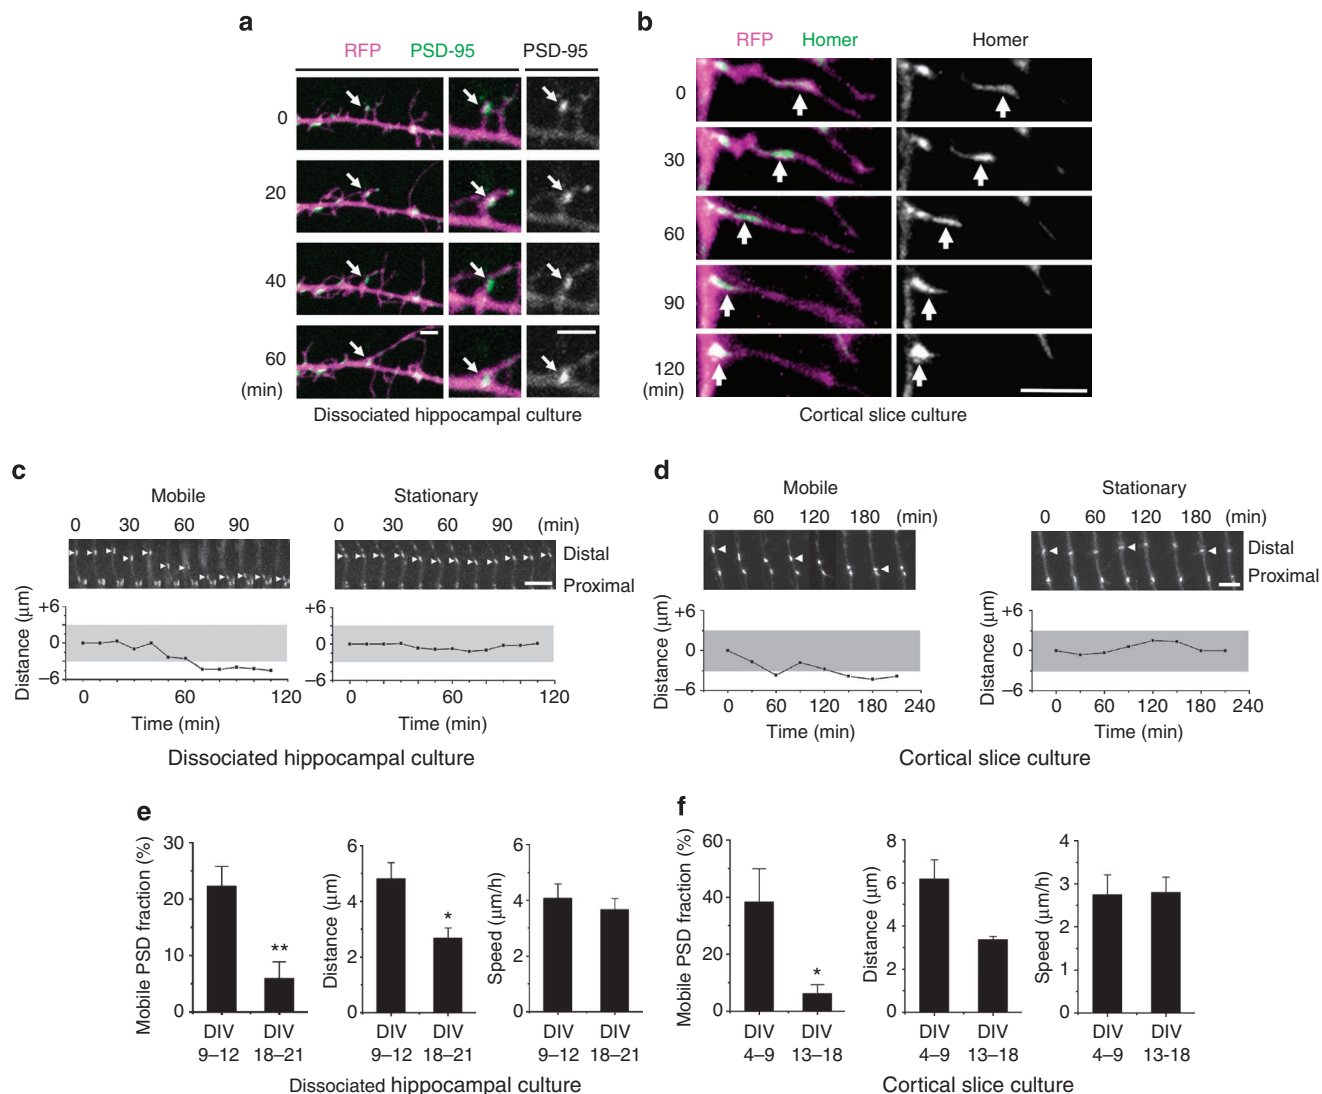 a
RFP PSD-95 PSD-95
0
20
40
60
(min)
Dissociated hippocampal culture
b
RFP Homer Homer
0
30
60
90
120
(min)
Cortical slice culture
c
Mobile
0 30 60 90
Stationary
0 30 60 90 (min)
Distal
Proximal
Distance (µm)
+6
0
−6
0 60 120
Time (min)
+6
0
−6
0 60 120
Time (min)
Dissociated hippocampal culture
d
Mobile
0 60 120 180 (min)
Stationary
0 60 120 180 (min)
Distal
Proximal
Distance (µm)
+6
0
−6
0 60 120 180 240
Time (min)
Distance (µm)
+6
0
−6
0 60 120 180 240
Time (min)
Cortical slice culture
e
Mobile PSD fraction (%)
30
20
10
0
**
DIV DIV
9–12 18–21
Distance (µm)
6
4
2
0
*
DIV DIV
9–12 18–21
Speed (µm/h)
6
4
2
0
DIV DIV
9–12 18–21
Dissociated hippocampal culture
f
Mobile PSD fraction (%)
60
40
20
0
*
DIV DIV
4–9 13–18
Distance (µm)
8
6
4
2
0
DIV DIV
4–9 13–18
Speed (µm/h)
4
3
2
1
0
DIV DIV
4–9 13-18
Cortical slice culture